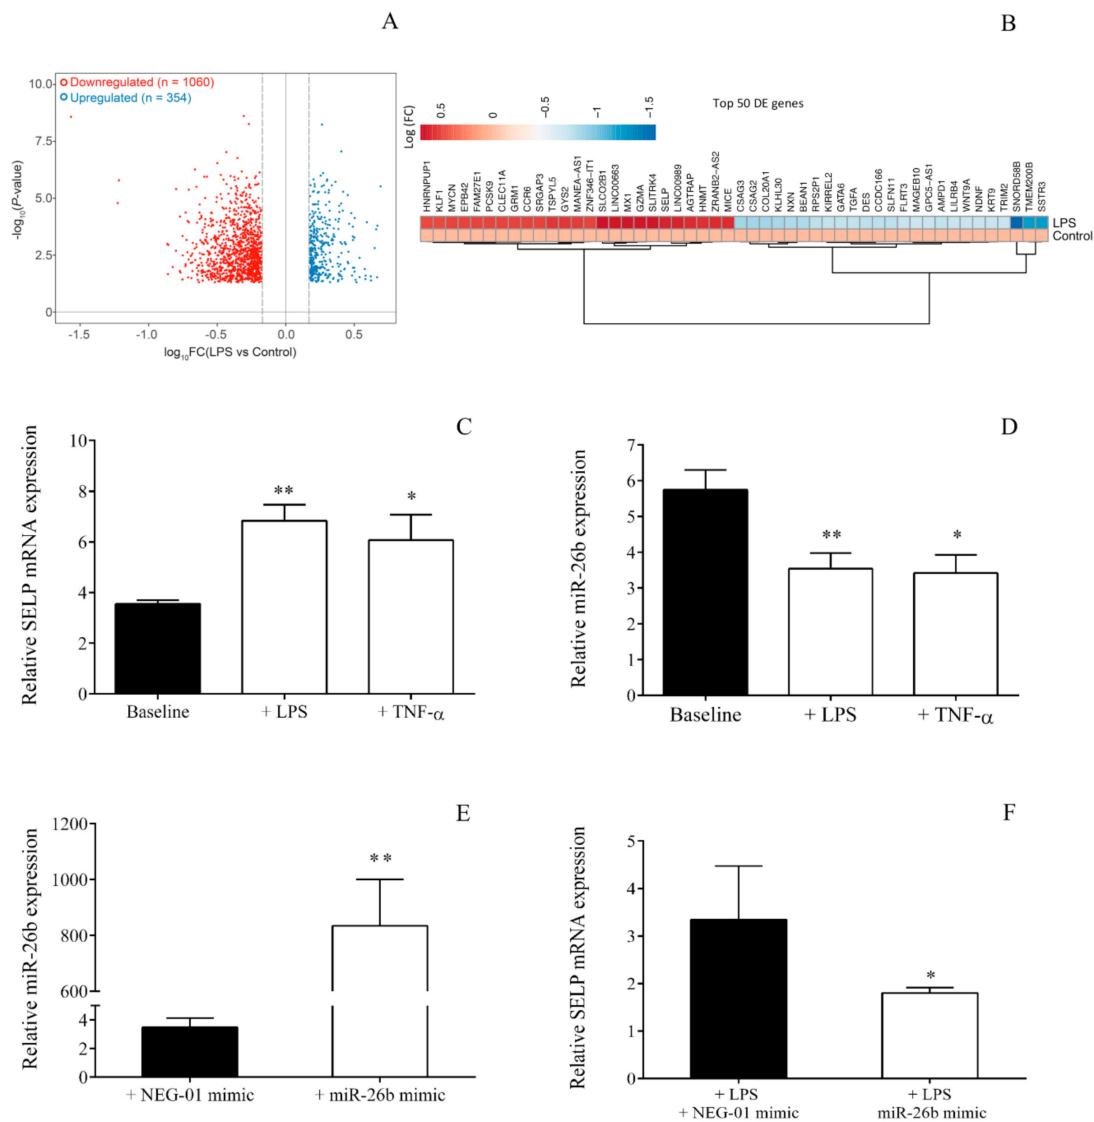 A
Downregulated (n = 1060)
Upregulated (n = 354)
10.0
7.5
5.0
2.5
0
-log10(P-value)
-1.5
-1.0
-0.5
0.0
0.5
log10FC(LPS vs Control)
B
Log (FC)
0.5
0
−0.5
−1
−1.5
Top 50 DE genes
HNRNPUP1
KLF1
MYCN
EPB42
FAM27E1
PCSK9
CLEC11A
GRM1
CCR6
SRGAP3
TSPYL5
GYS2
MANEA−AS1
ZNF346−IT1
SLCO2B1
LINC00663
MX1
GZMA
SLITRK4
SELP
LINC00989
AGTRAP
HNMT
ZRANB2−AS2
MICE
CSAG3
CSAG2
COL20A1
KLHL30
NXN
BEAN1
RPS2P1
KIRREL2
GATA6
TGFA
DES
CCDC166
SLFN11
FLRT3
MAGEB10
GPC5−AS1
AMPD1
LILRB4
WNT9A
NDNF
KRT9
TRIM2
SNORD58B
TMEM200B
SSTR3
LPS
Control
C
Relative SELP mRNA expression
10
8
6
4
2
0
**
*
Baseline
+ LPS
+ TNF-α
D
Relative miR-26b expression
7
6
5
4
3
2
1
0
**
*
Baseline
+ LPS
+ TNF-α
E
Relative miR-26b expression
1200
1000
800
600
4
2
0
**
+ NEG-01 mimic
+ miR-26b mimic
F
Relative SELP mRNA expression
5
4
3
2
1
0
*
+ LPS
+ NEG-01 mimic
+ LPS
miR-26b mimic